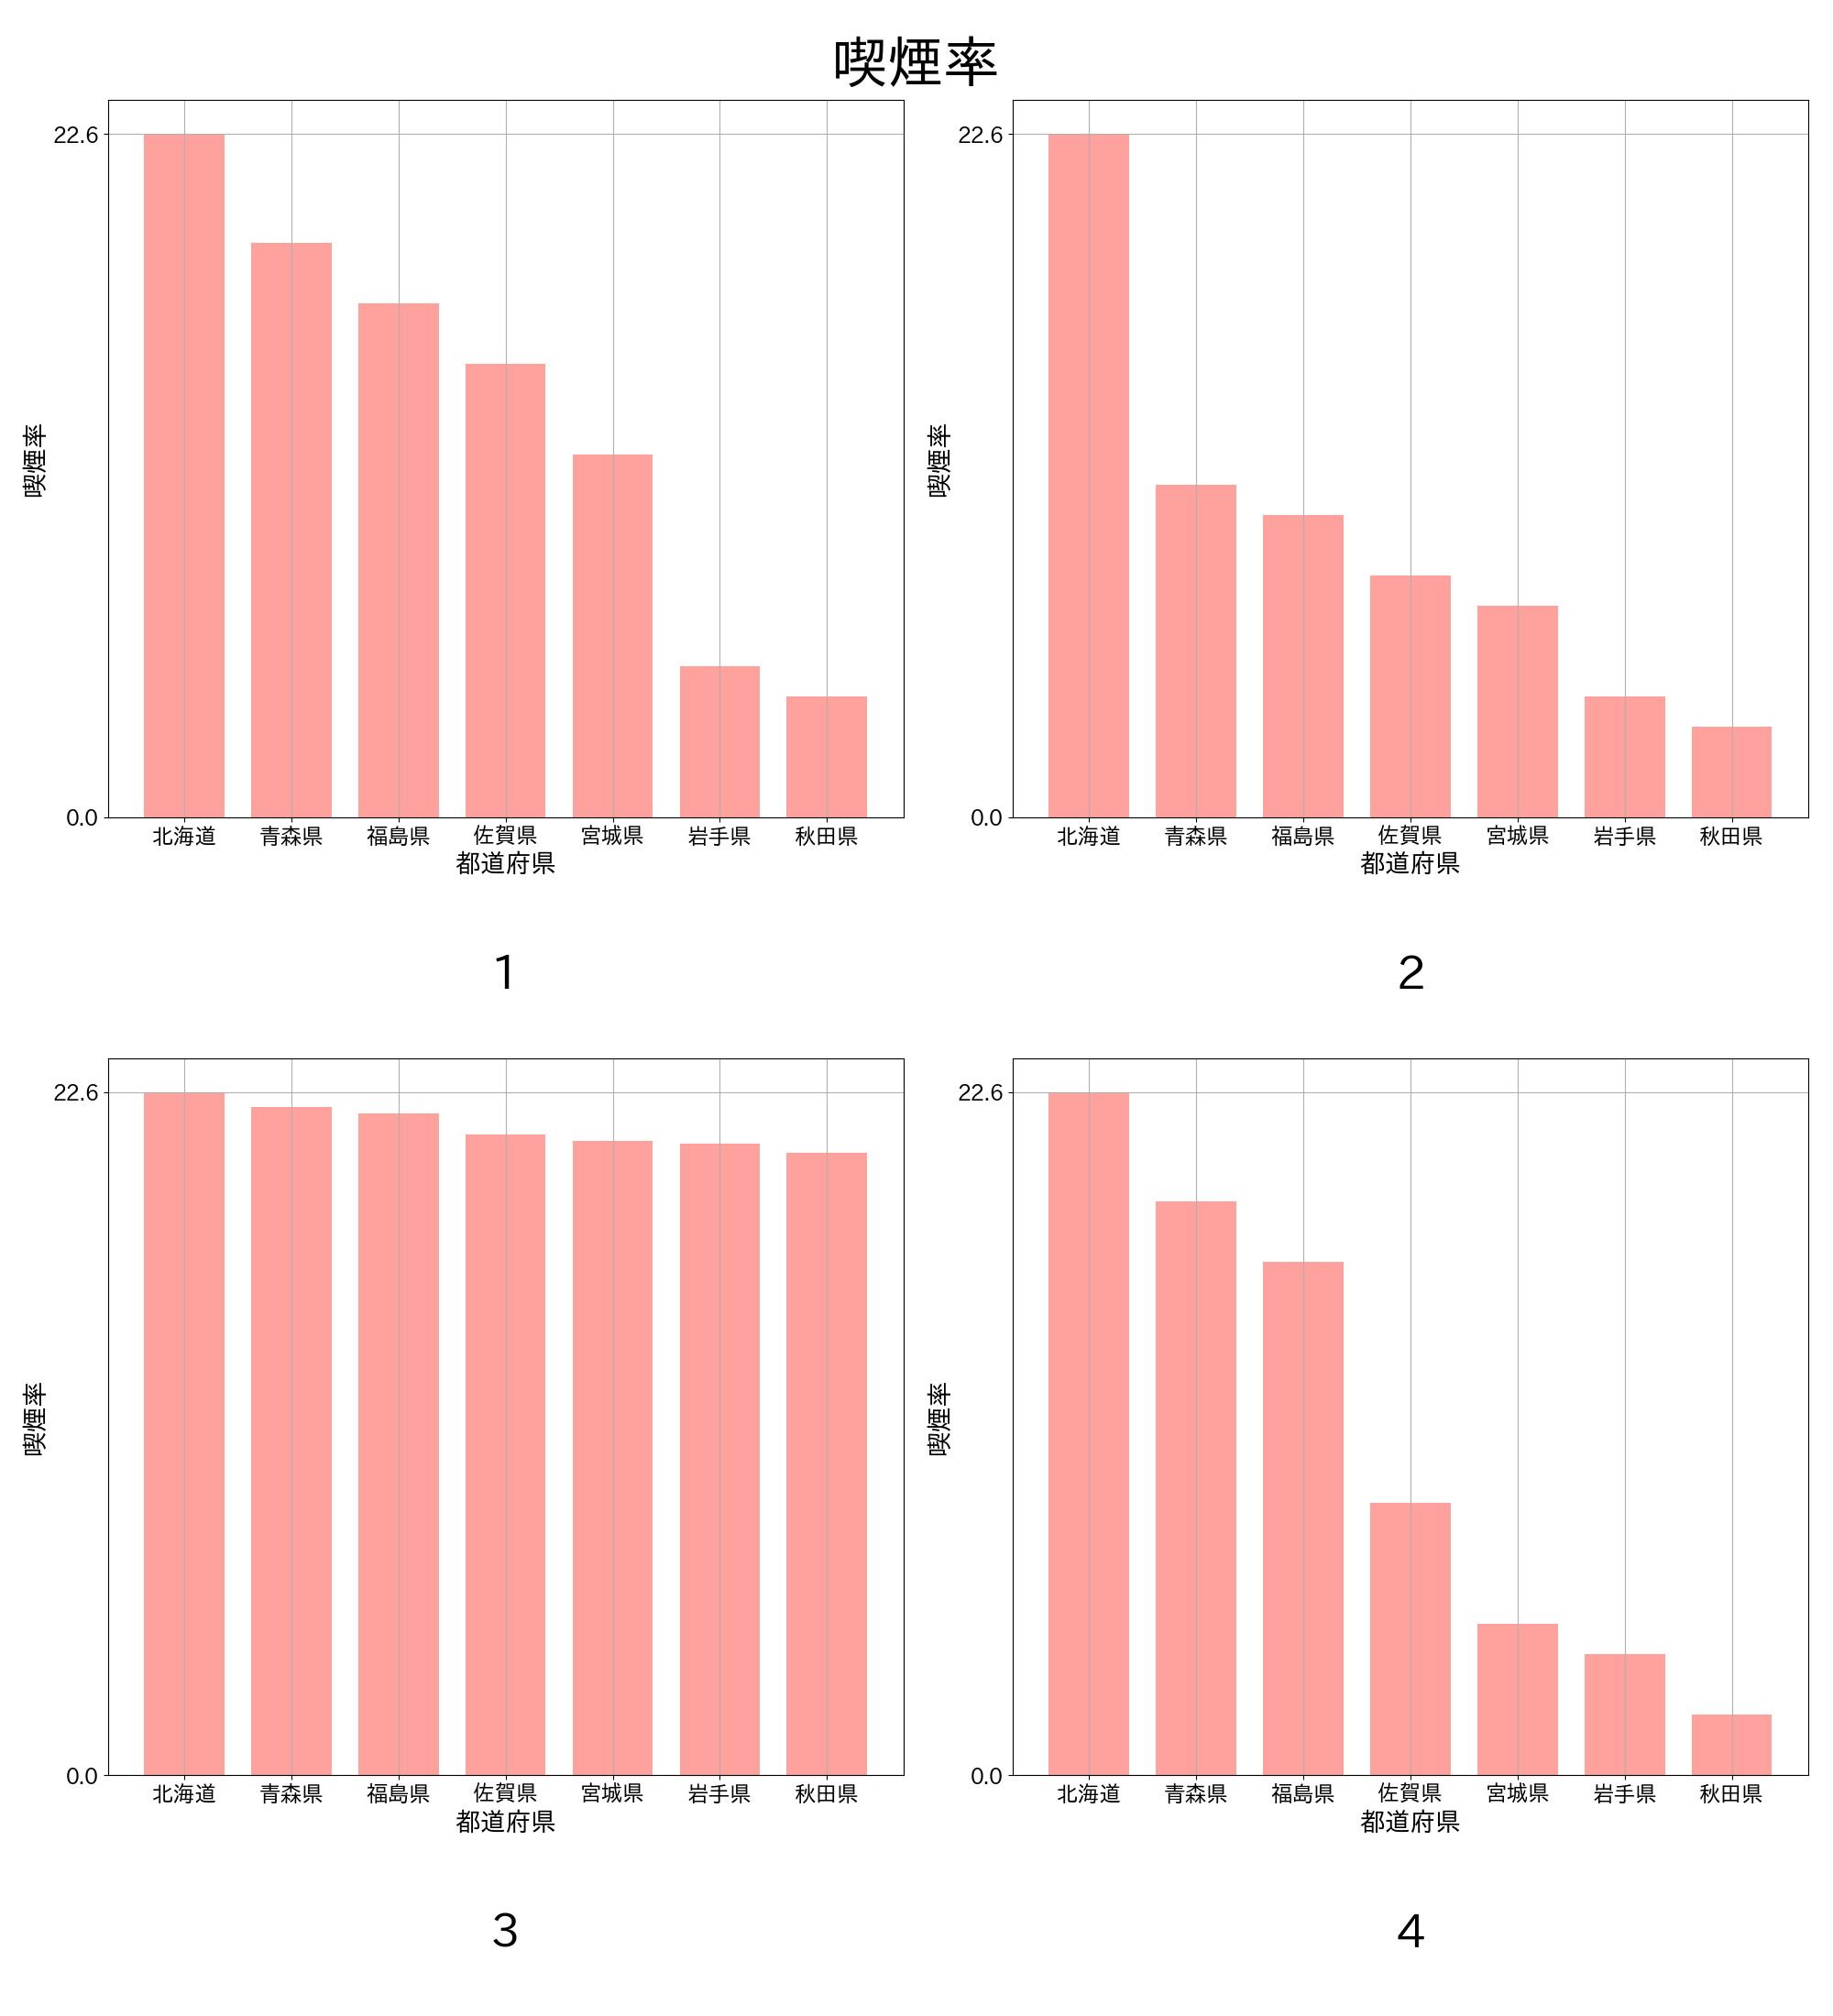 喫煙率
22.6
喫煙率
0.0
北海道 青森県 福島県 佐賀県 宮城県 岩手県 秋田県
都道府県
1
22.6
喫煙率
0.0
北海道 青森県 福島県 佐賀県 宮城県 岩手県 秋田県
都道府県
2
22.6
喫煙率
0.0
北海道 青森県 福島県 佐賀県 宮城県 岩手県 秋田県
都道府県
3
22.6
喫煙率
0.0
北海道 青森県 福島県 佐賀県 宮城県 岩手県 秋田県
都道府県
4